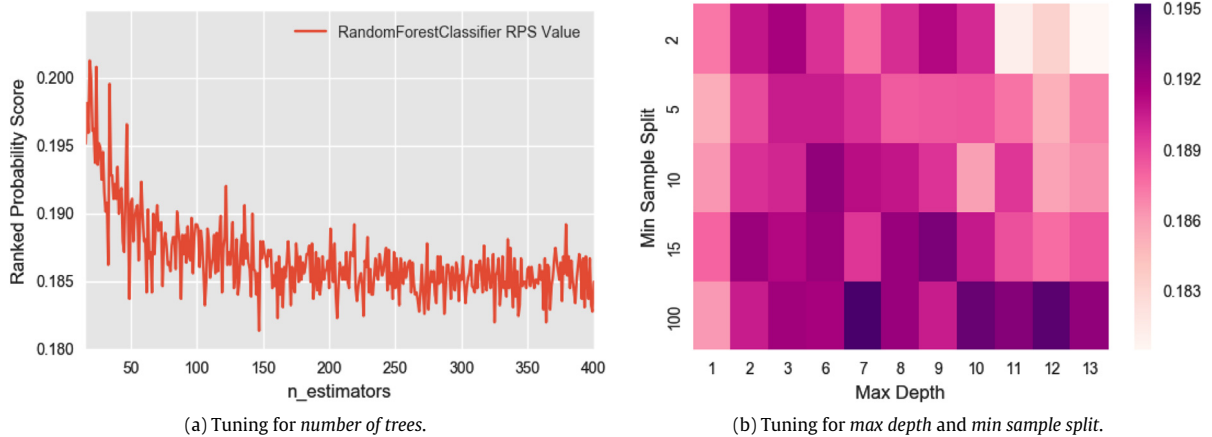 RandomForestClassifier RPS Value
Ranked Probability Score
0.200
0.195
0.190
0.185
0.180
50 100 150 200 250 300 350 400
n_estimators
(a) Tuning for number of trees.
Min Sample Split
2
5
10
15
100
1 2 3 6 7 8 9 10 11 12 13
Max Depth
0.195
0.192
0.189
0.186
0.183
(b) Tuning for max depth and min sample split.